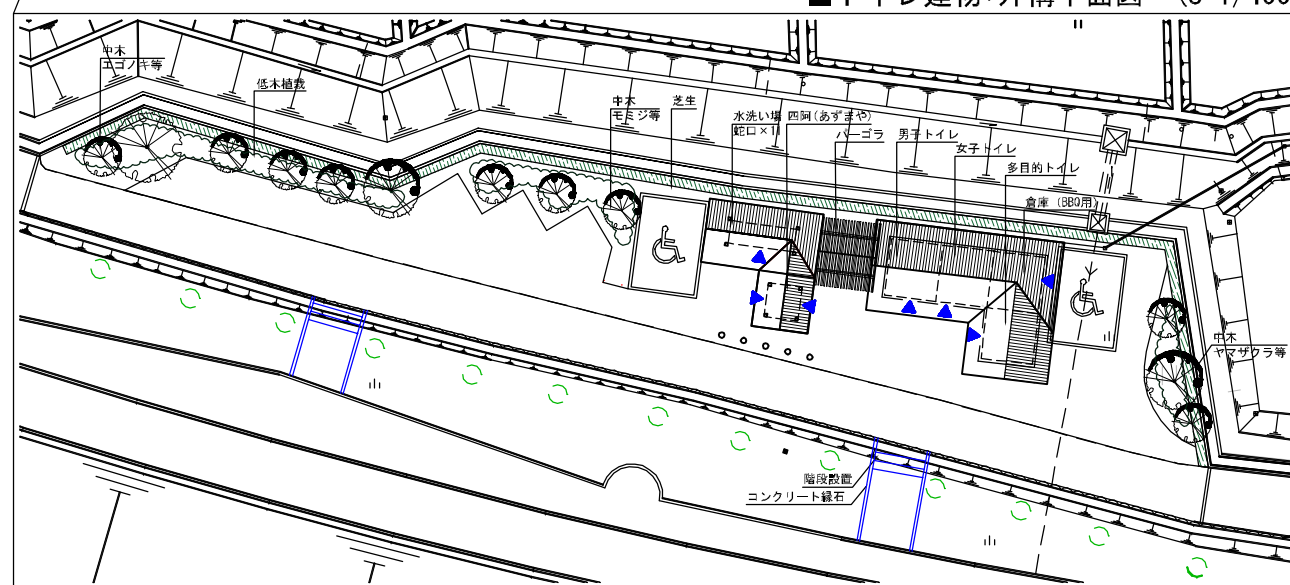 ■トイレ建物・外構平面図
中木
エゴノキ等
低木植栽
中木
モミジ等
芝生
水洗い場
蛇口×11
四阿(あずまや)
パーゴラ
男子トイレ
女子トイレ
多目的トイレ
倉庫 (BBQ用)
中木
ヤマザクラ等
階段設置
コンクリート縁石